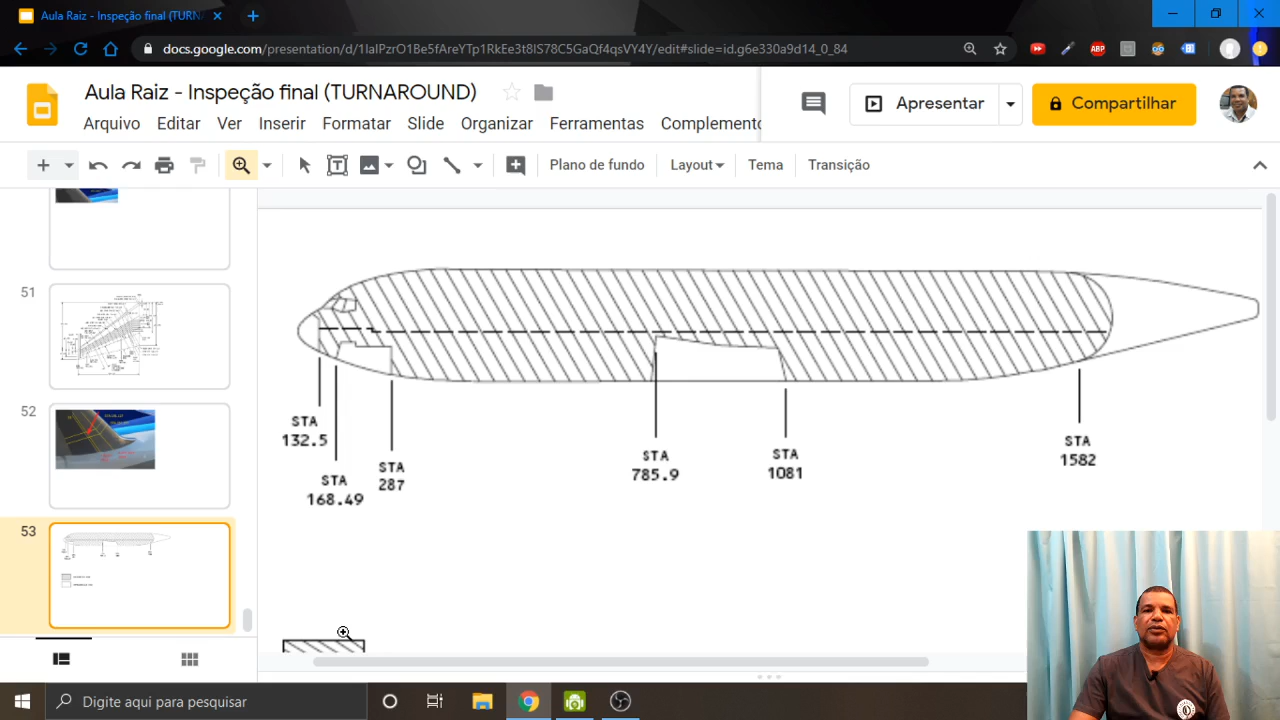 Aula Raiz - Inspeção final (TURN
docs.google.com/presentation/d/1IaIPzrO1Be5fAreYTp1RkEe3t8IS78C5GaQf4qsVY4Y/edit#slide=id.g6e330a9d14_0_84
ABP
Aula Raiz - Inspeção final (TURNAROUND)
Apresentar
Compartilhar
Arquivo Editar Ver Inserir Formatar Slide Organizar Ferramentas Complemento
Plano de fundo Layout Tema Transição
51
52
53
STA
132.5
STA
168.49
STA
287
STA
785.9
STA
1081
STA
1582
Digite aqui para pesquisar